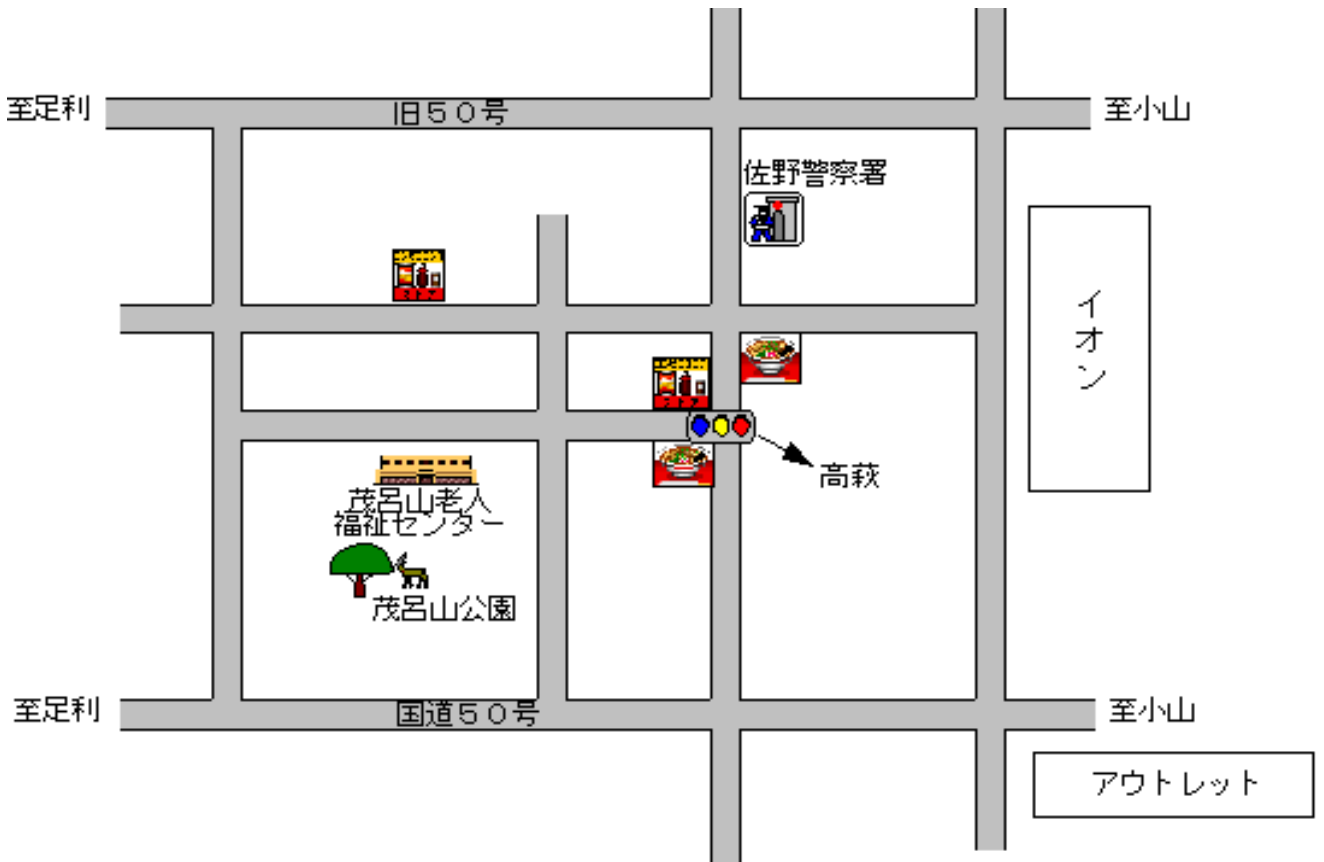 至足利
旧５０号
至小山
佐野警察署
イオン
高萩
茂呂山老人
福祉センター
茂呂山公園
至足利
国道５０号
至小山
アウトレット